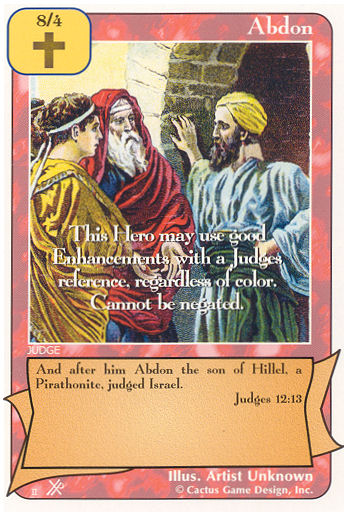 8/4
Abdon
This Hero may use good
Enhancements with a Judges
reference, regardless of color.
Cannot be negated.
JUDGE
And after him Abdon the son of Hillel, a
Pirathonite, judged Israel.
Judges 12:13
Illus. Artist Unknown
© Cactus Game Design, Inc.